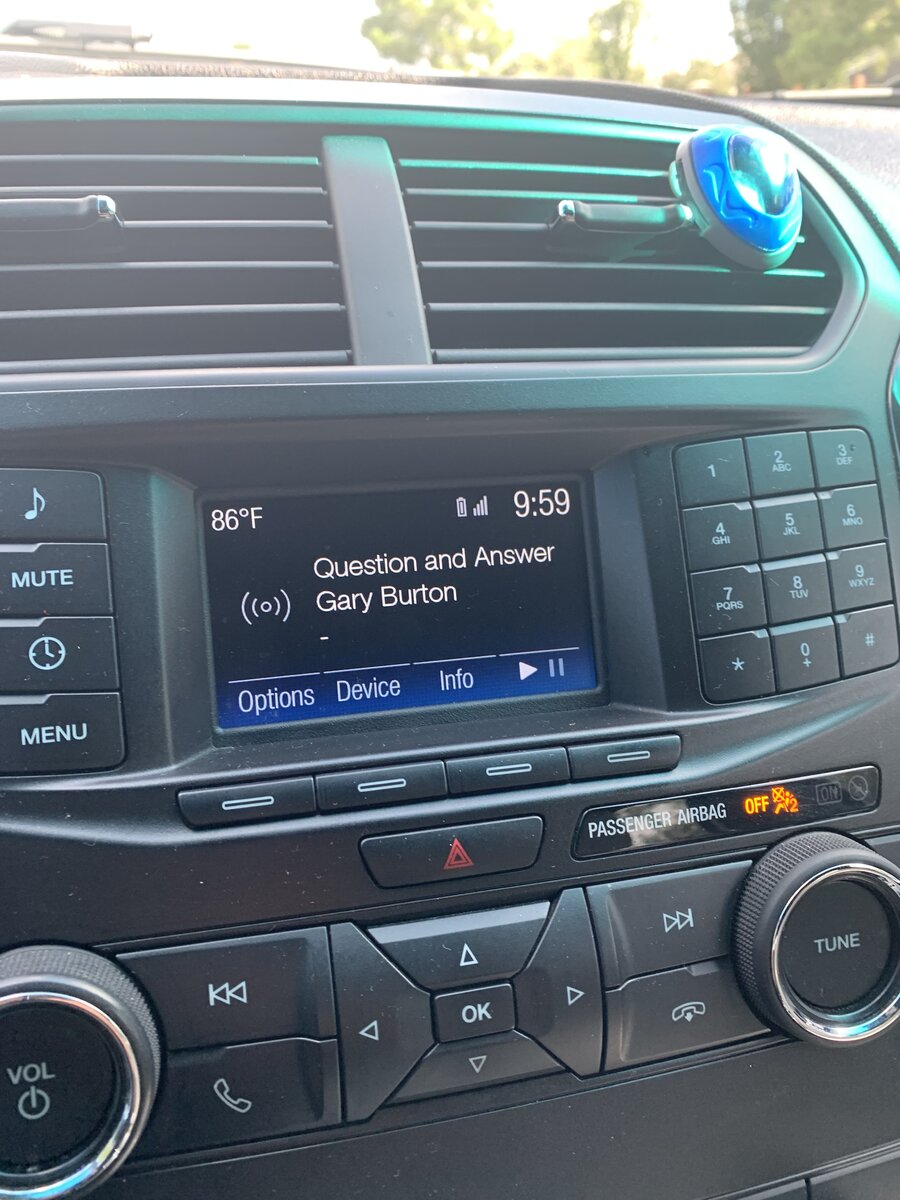 86°F 9:59
Question and Answer
Gary Burton
-
Options Device Info
MUTE
MENU
1 2 ABC 3 DEF
4 GHI 5 JKL 6 MNO
7 PQRS 8 TUV 9 WXYZ
* 0 + #
PASSENGER AIRBAG OFF 2 ON
TUNE
OK
VOL